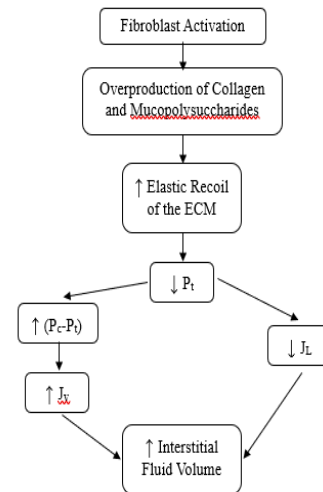 Fibroblast Activation
Overproduction of Collagen
and Mucopolysuccharides
↑ Elastic Recoil
of the ECM
↓ Pt
↑ (Pc-Pt)
↓ JL
↑ Jv
↑ Interstitial
Fluid Volume